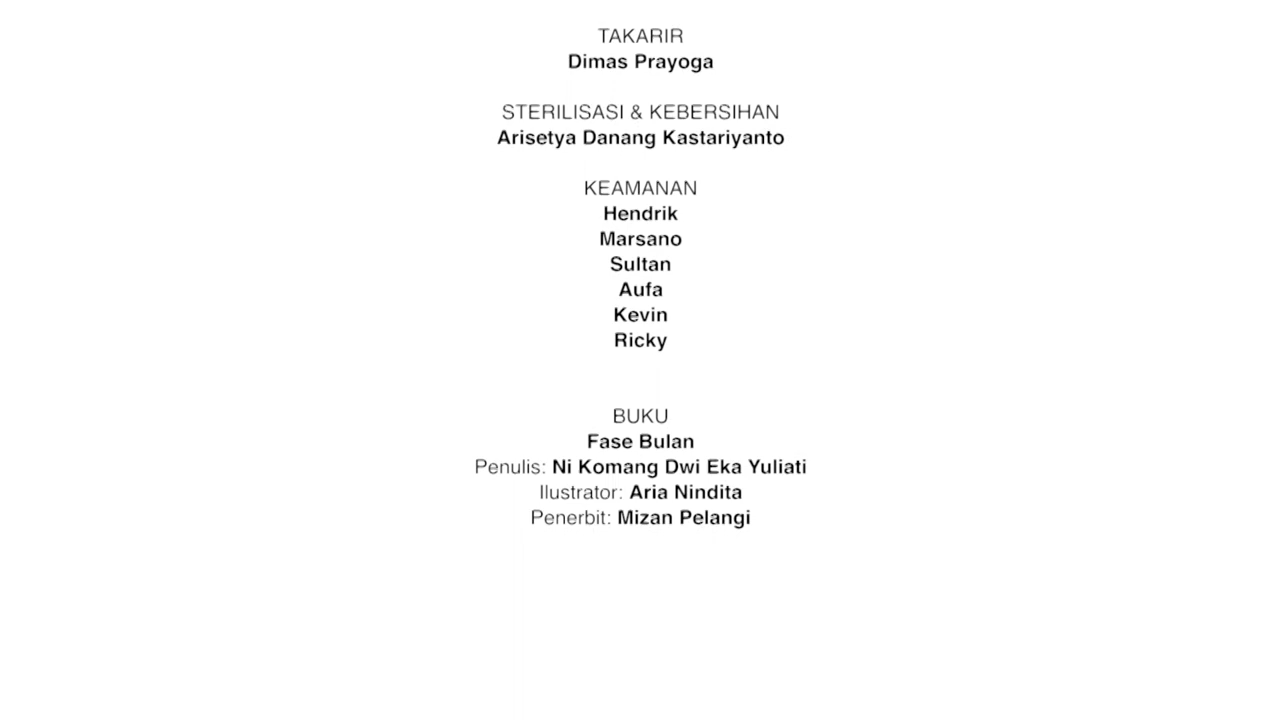 TAKARIR
Dimas Prayoga
STERILISASI & KEBERSIHAN
Arisetya Danang Kastariyanto
KEAMANAN
Hendrik
Marsano
Sultan
Aufa
Kevin
Ricky
BUKU
Fase Bulan
Penulis: Ni Komang Dwi Eka Yuliati
Ilustrator: Aria Nindita
Penerbit: Mizan Pelangi